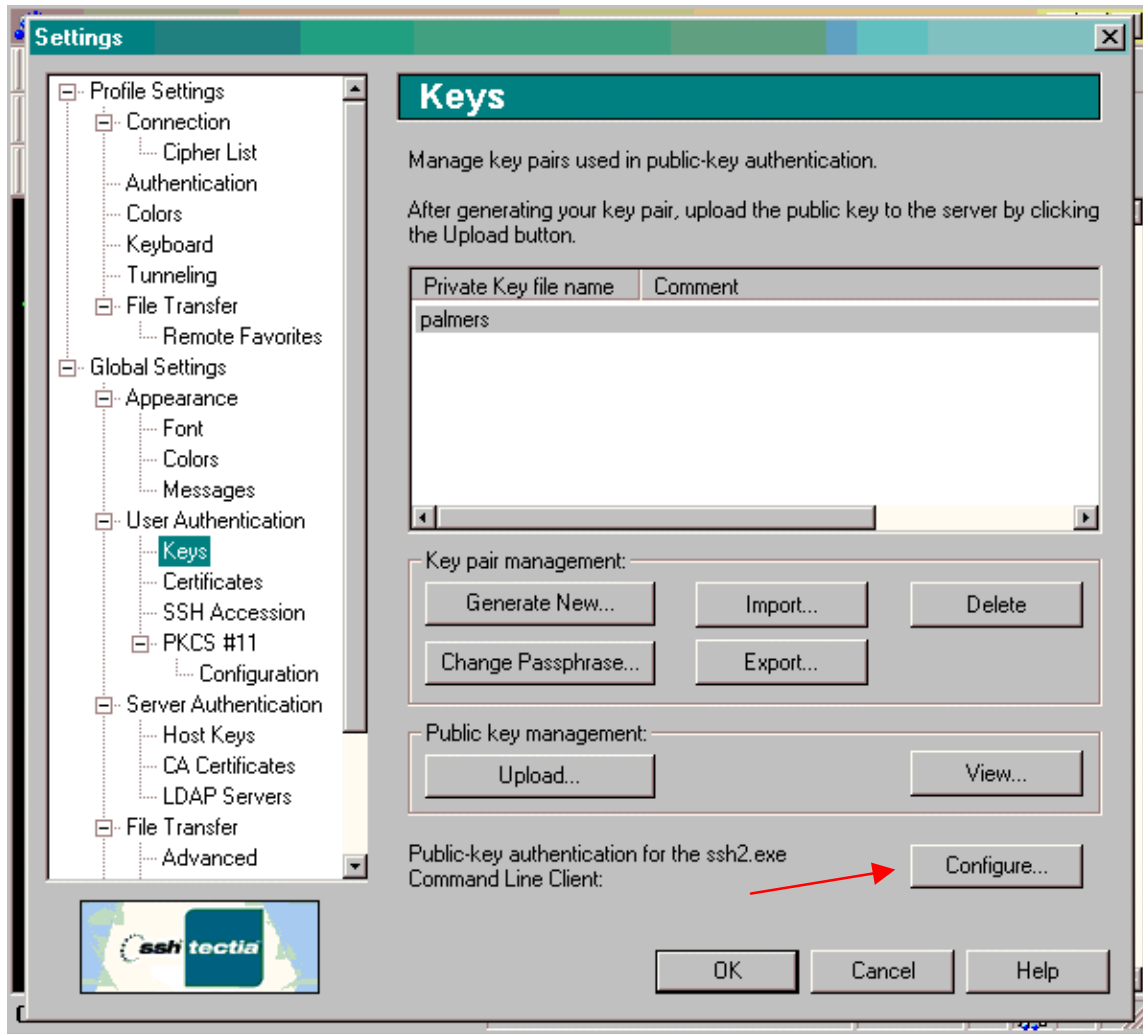 Settings
Profile Settings
Connection
Cipher List
Authentication
Colors
Keyboard
Tunneling
File Transfer
Remote Favorites
Global Settings
Appearance
Font
Colors
Messages
User Authentication
Keys
Certificates
SSH Accession
PKCS #11
Configuration
Server Authentication
Host Keys
CA Certificates
LDAP Servers
File Transfer
Advanced
ssh tectia
Keys
Manage key pairs used in public-key authentication.
After generating your key pair, upload the public key to the server by clicking
the Upload button.
Private Key file name Comment
palmers
Key pair management:
Generate New... Import... Delete
Change Passphrase... Export...
Public key management:
Upload... View...
Public-key authentication for the ssh2.exe
Command Line Client:
Configure...
OK Cancel Help